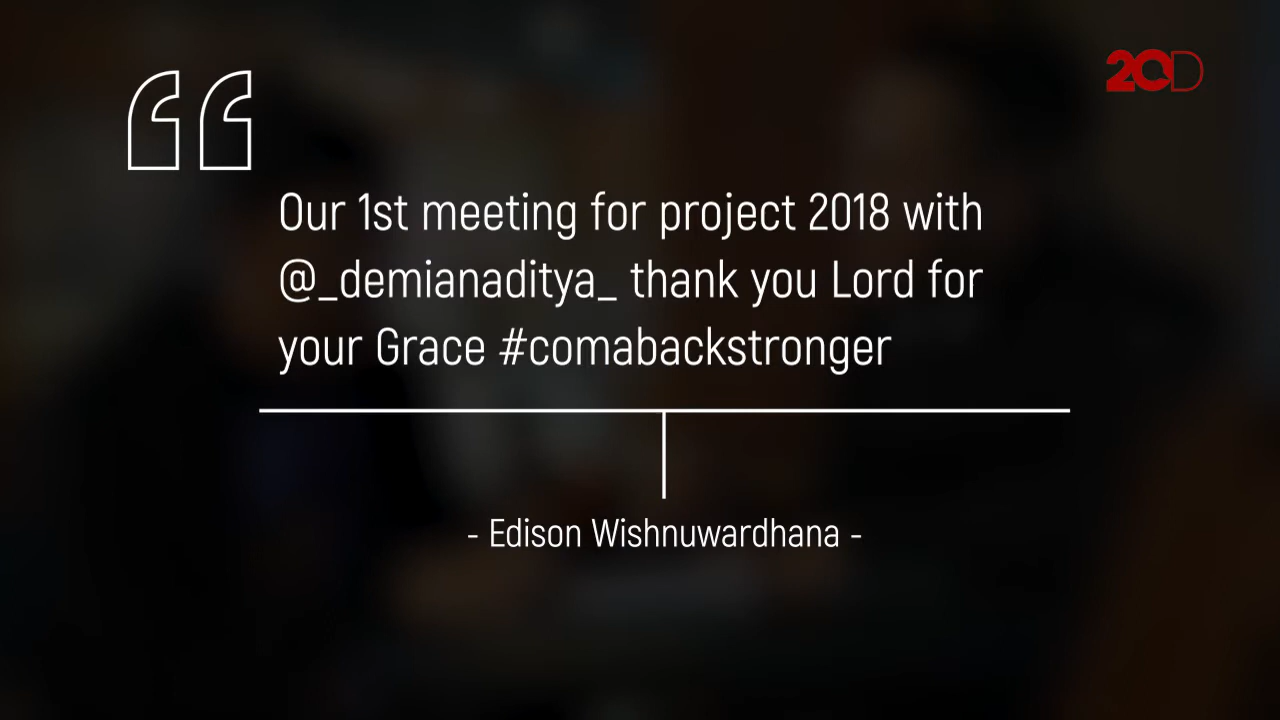 20D
Our 1st meeting for project 2018 with
@_demianaditya_ thank you Lord for
your Grace #comabackstronger
- Edison Wishnuwardhana -